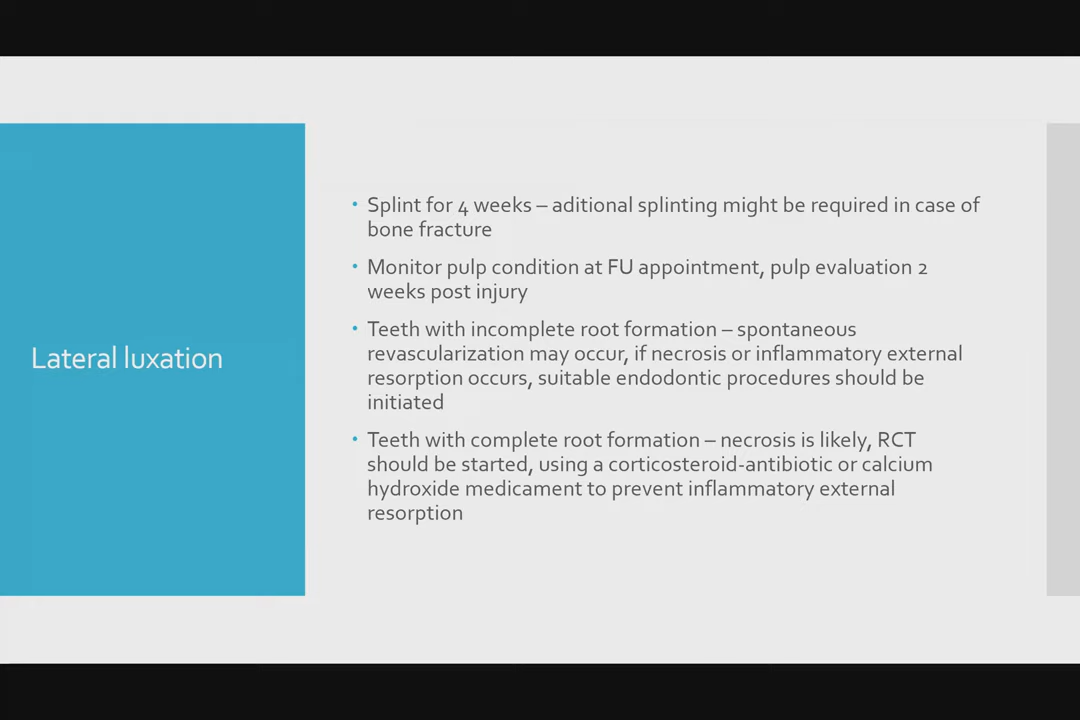 Lateral luxation
• Splint for 4 weeks – aditional splinting might be required in case of
bone fracture
• Monitor pulp condition at FU appointment, pulp evaluation 2
weeks post injury
• Teeth with incomplete root formation – spontaneous
revascularization may occur, if necrosis or inflammatory external
resorption occurs, suitable endodontic procedures should be
initiated
• Teeth with complete root formation – necrosis is likely, RCT
should be started, using a corticosteroid-antibiotic or calcium
hydroxide medicament to prevent inflammatory external
resorption